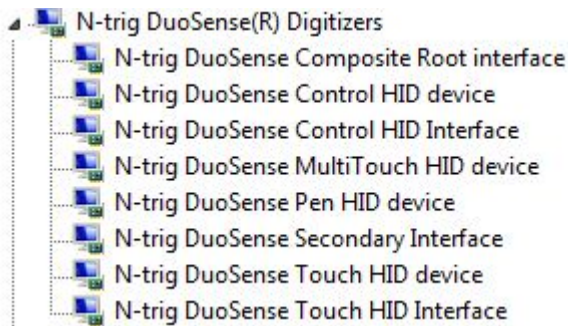 N-trig DuoSense(R) Digitizers
N-trig DuoSense Composite Root interface
N-trig DuoSense Control HID device
N-trig DuoSense Control HID Interface
N-trig DuoSense MultiTouch HID device
N-trig DuoSense Pen HID device
N-trig DuoSense Secondary Interface
N-trig DuoSense Touch HID device
N-trig DuoSense Touch HID Interface